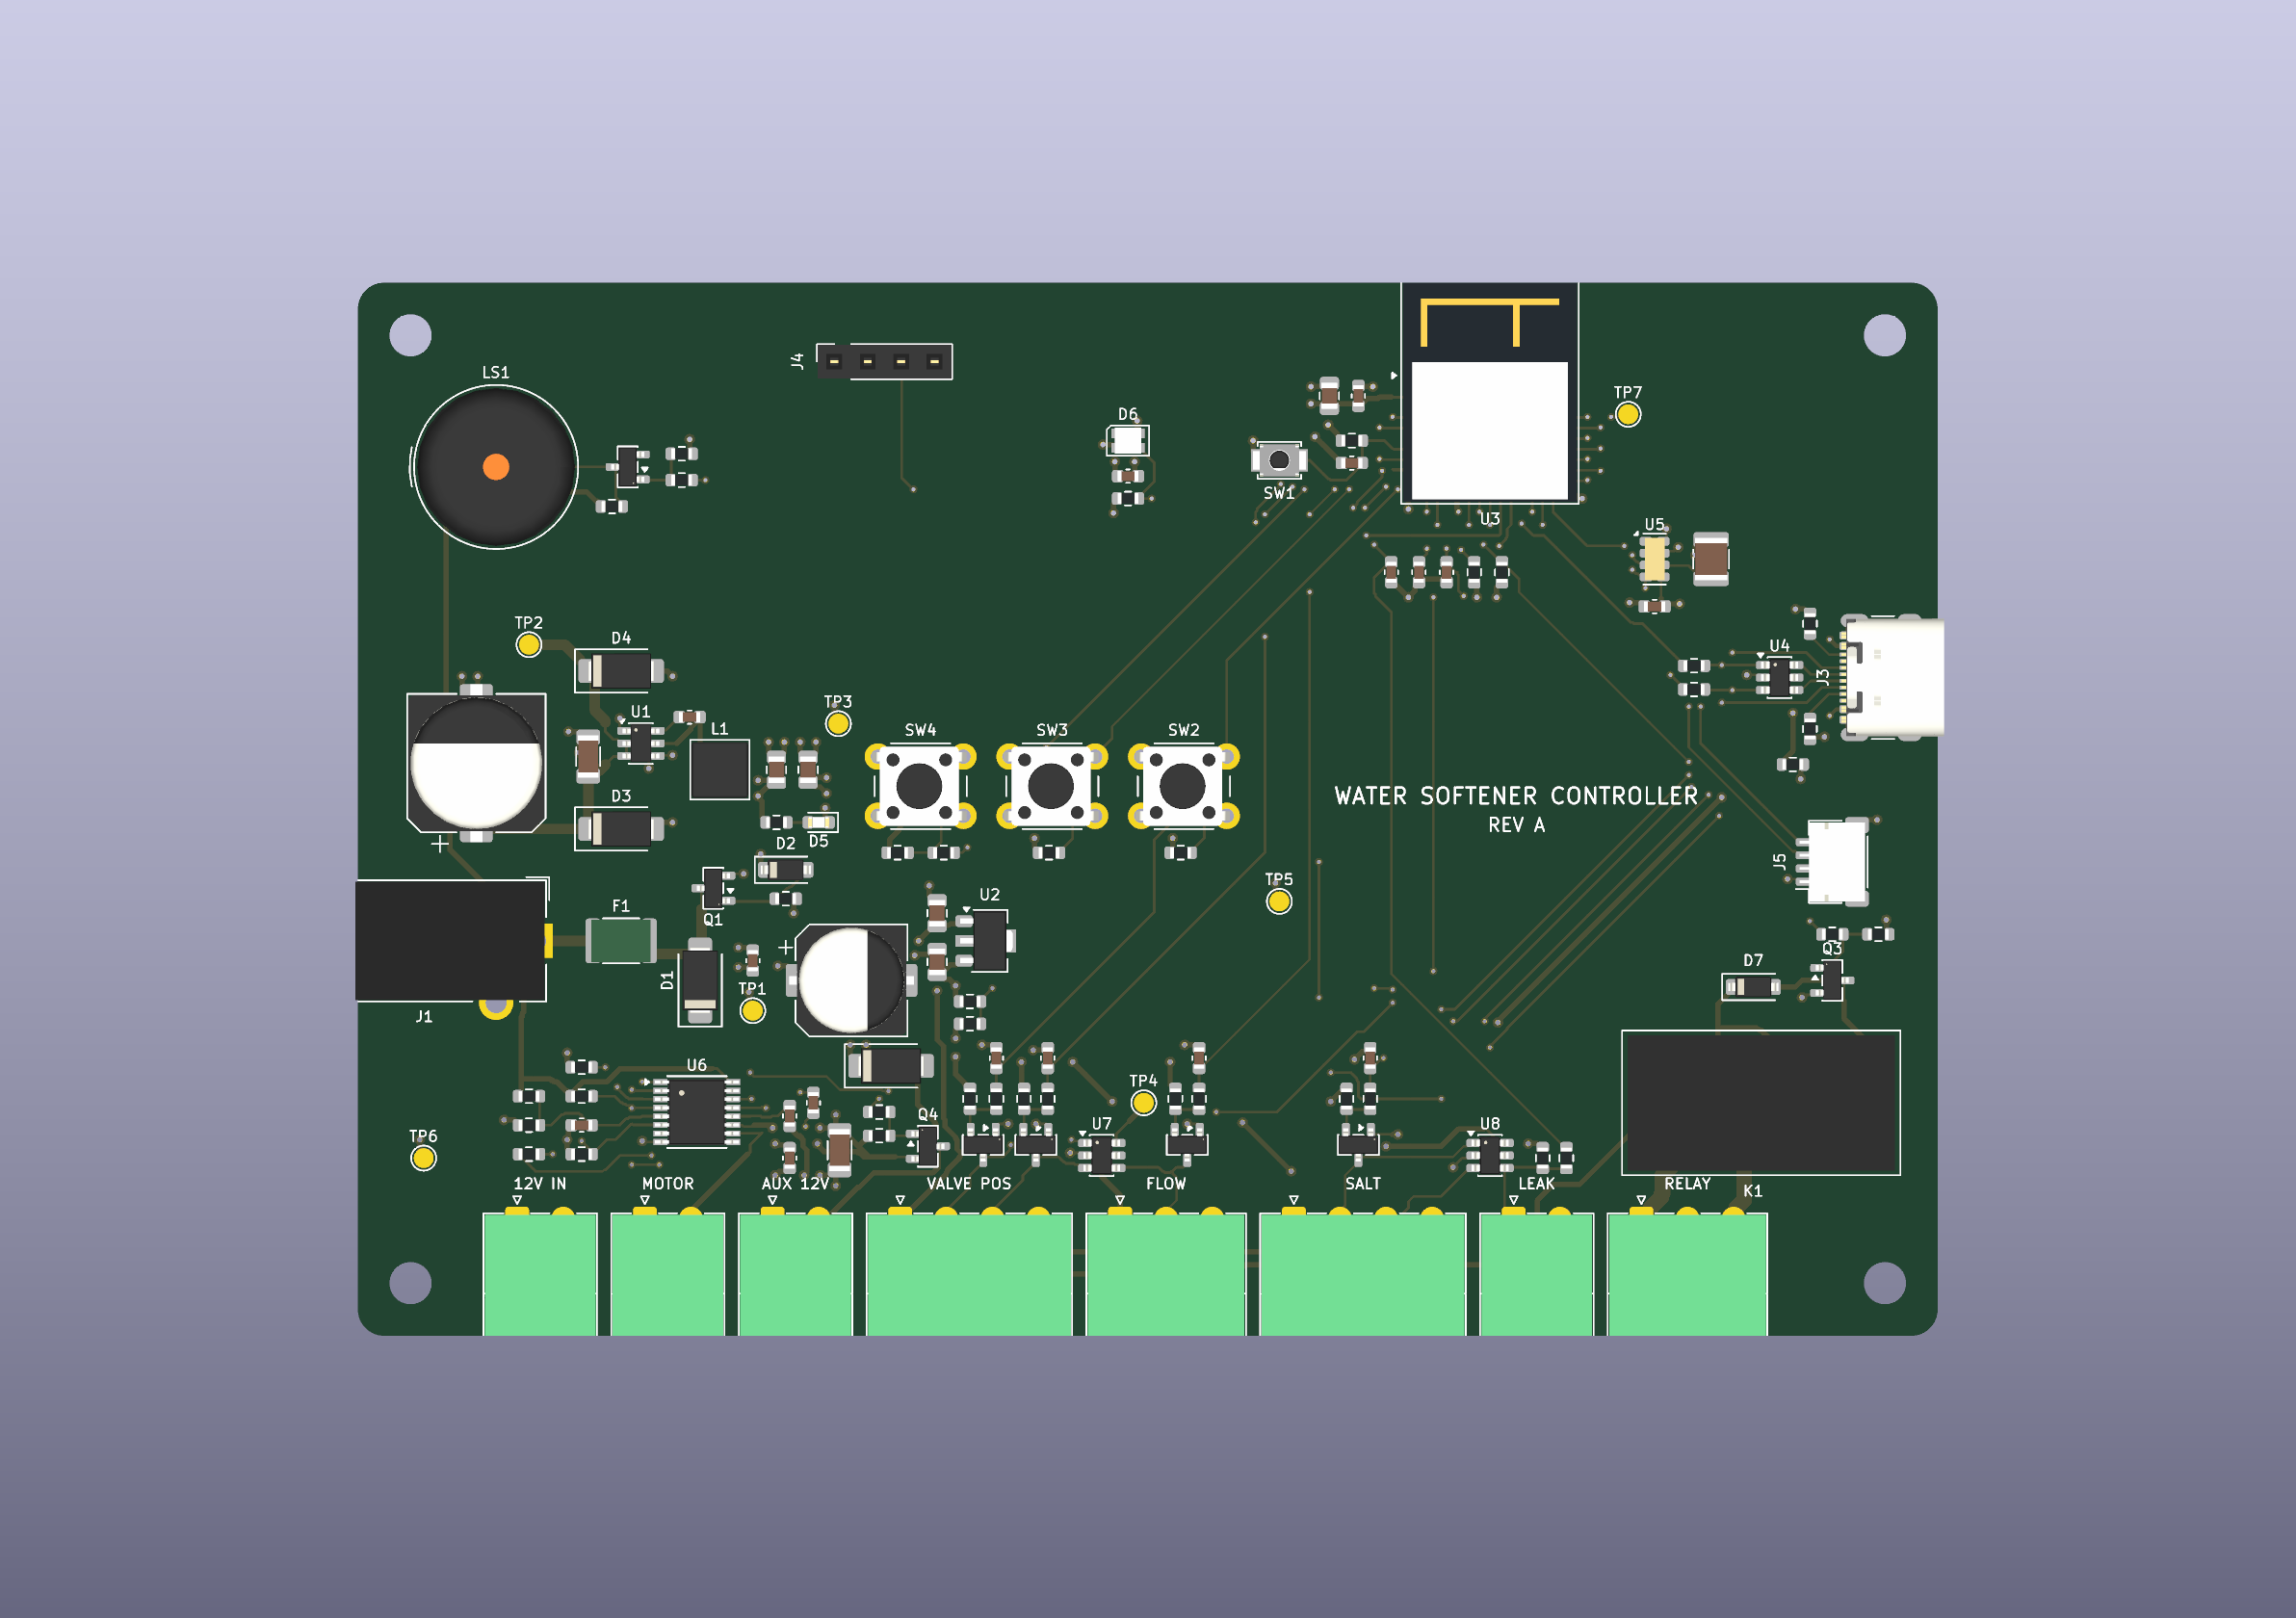 LS1
J4
D6
TP7
SW1
U3
U5
TP2
D4
U4
J3
TP3
U1
L1
SW4
SW3
SW2
D3
WATER SOFTENER CONTROLLER
REV A
D5
D2
J5
TP5
U2
F1
Q1
Q3
D7
D1
TP1
J1
U6
TP4
Q4
U7
U8
TP6
12V IN
MOTOR
AUX 12V
VALVE POS
FLOW
SALT
LEAK
RELAY
K1